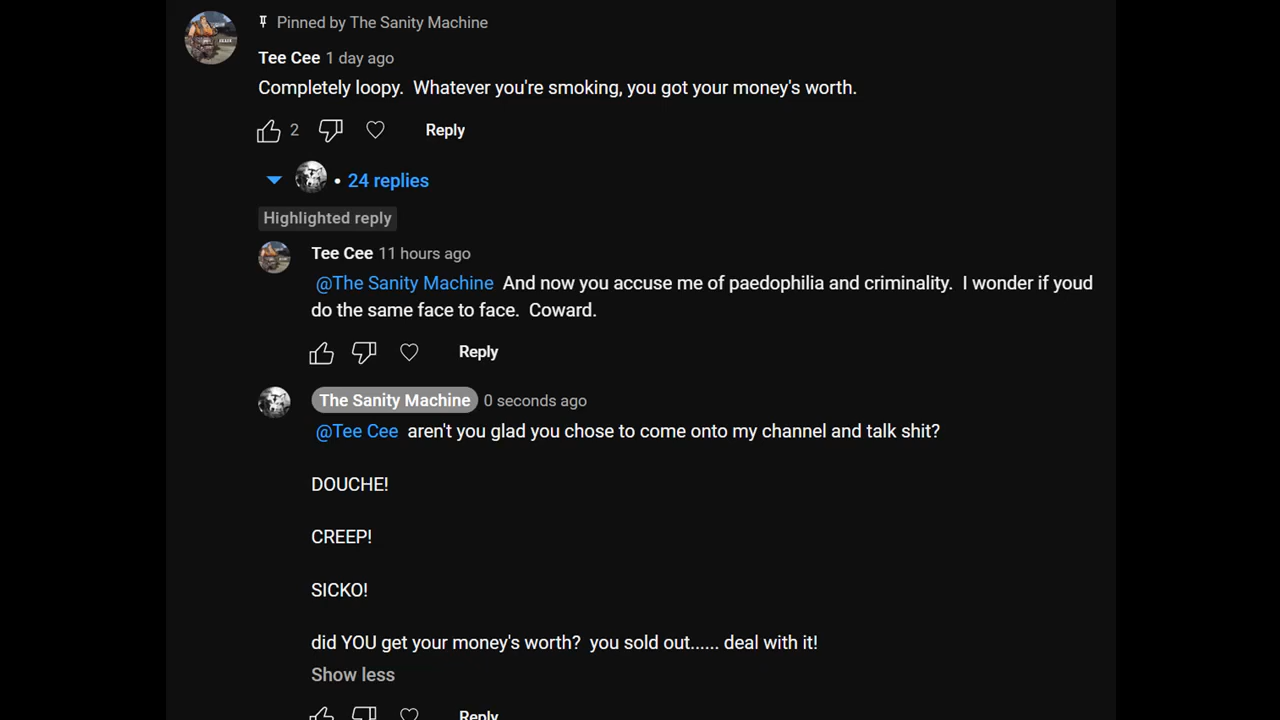 Pinned by The Sanity Machine
Tee Cee 1 day ago
Completely loopy.  Whatever you're smoking, you got your money's worth.
2 Reply
• 24 replies
Highlighted reply
Tee Cee 11 hours ago
@The Sanity Machine  And now you accuse me of paedophilia and criminality.  I wonder if youd
do the same face to face.  Coward.
Reply
The Sanity Machine 0 seconds ago
@Tee Cee  aren't you glad you chose to come onto my channel and talk shit?
DOUCHE!
CREEP!
SICKO!
did YOU get your money's worth?  you sold out...... deal with it!
Show less
Reply